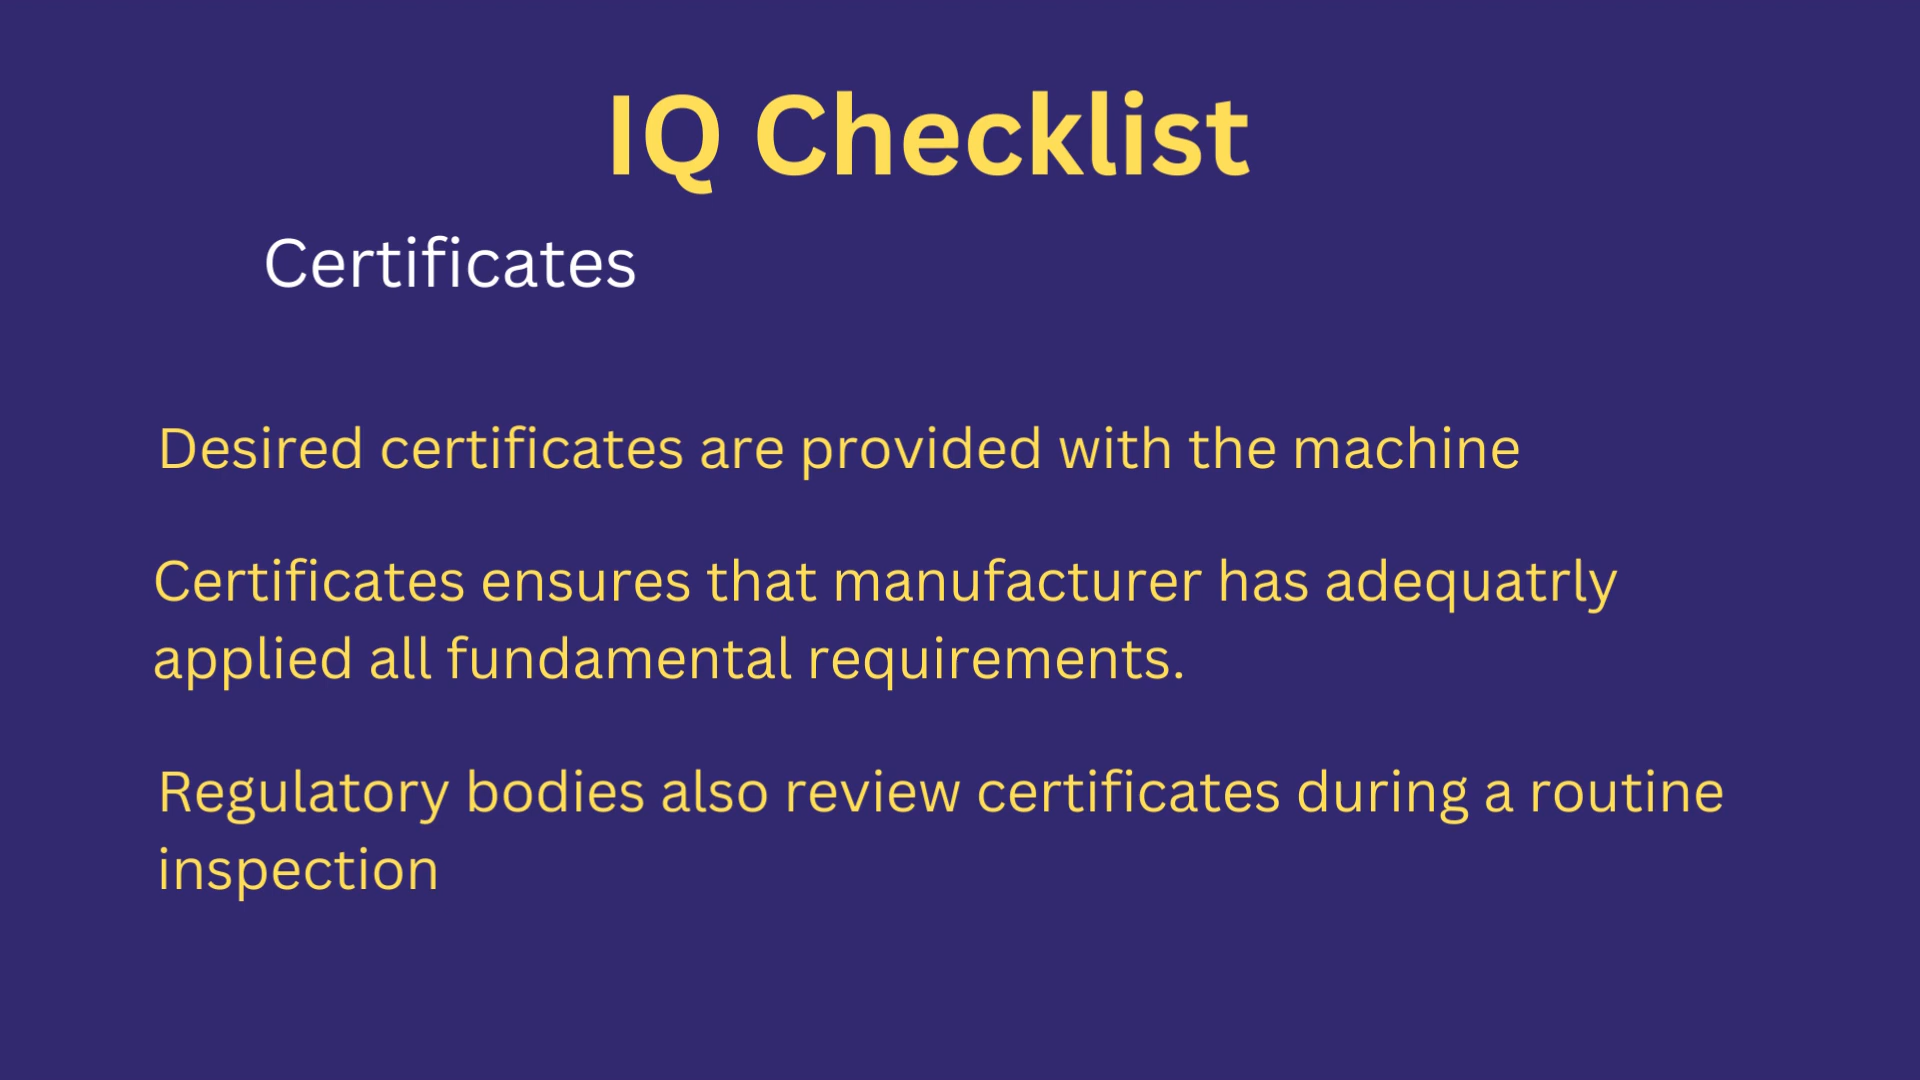 IQ Checklist
Certificates
Desired certificates are provided with the machine
Certificates ensures that manufacturer has adequatrly
applied all fundamental requirements.
Regulatory bodies also review certificates during a routine
inspection